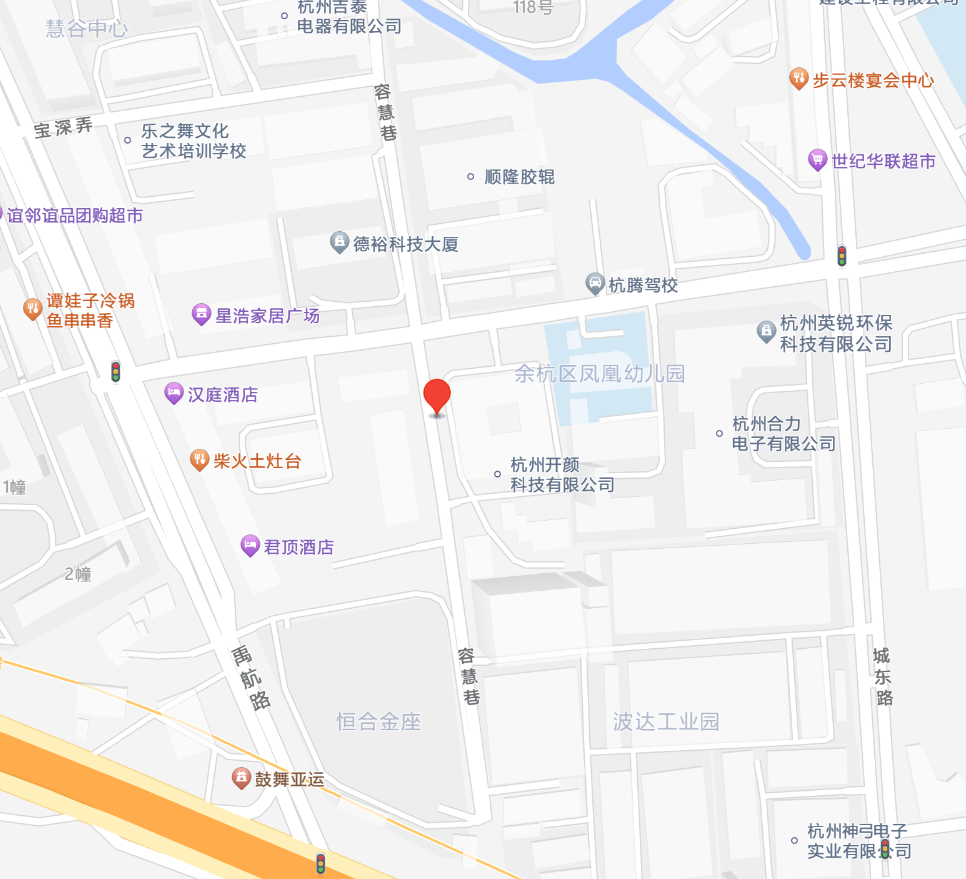 杭州吉泰
电器有限公司
118号
建设工程有限公司
慧谷中心
步云楼宴会中心
容慧巷
宝深弄
乐之舞文化
艺术培训学校
世纪华联超市
顺隆胶辊
谊邻谊品团购超市
德裕科技大厦
杭腾驾校
谭娃子冷锅
鱼串串香
星浩家居广场
杭州英锐环保
科技有限公司
余杭区凤凰幼儿园
汉庭酒店
杭州合力
电子有限公司
柴火土灶台
杭州开颜
科技有限公司
1幢
君顶酒店
2幢
禹航路
容慧巷
城东路
恒合金座
波达工业园
鼓舞亚运
杭州神弓电子
实业有限公司